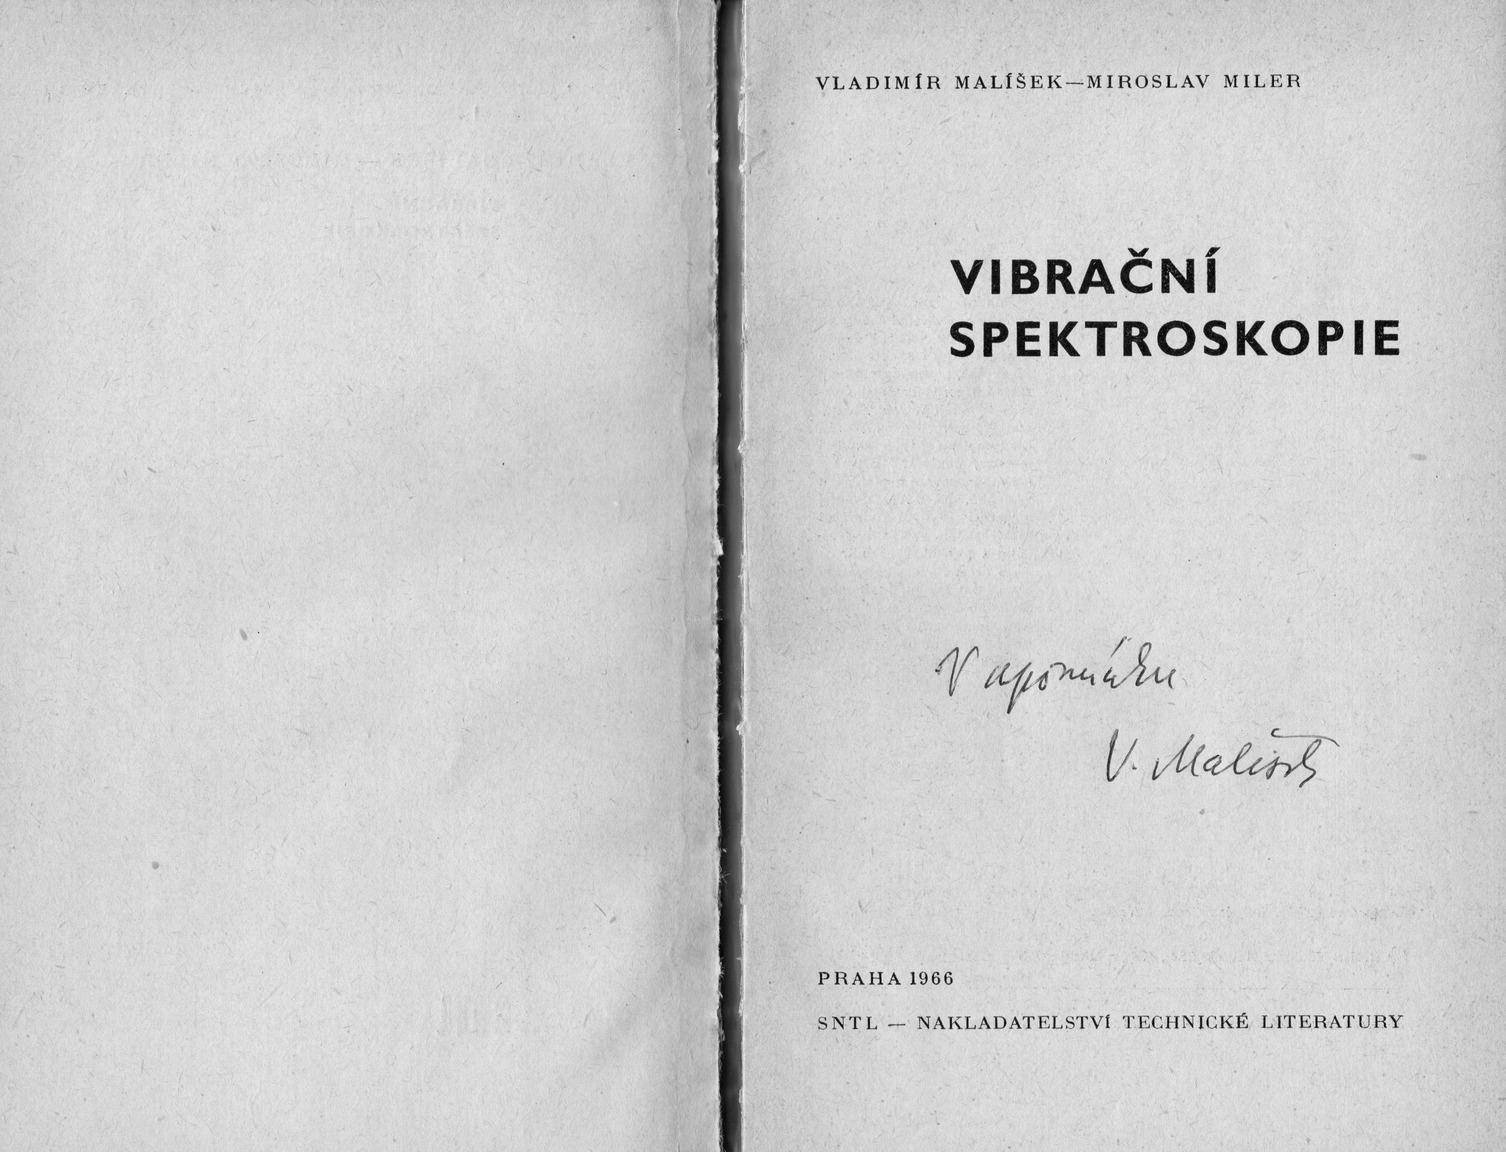 VLADIMÍR MALÍŠEK—MIROSLAV MILER
VIBRAČNÍ
SPEKTROSKOPIE
V upomínku
V. Malíšek
PRAHA 1966
SNTL — NAKLADATELSTVÍ TECHNICKÉ LITERATURY